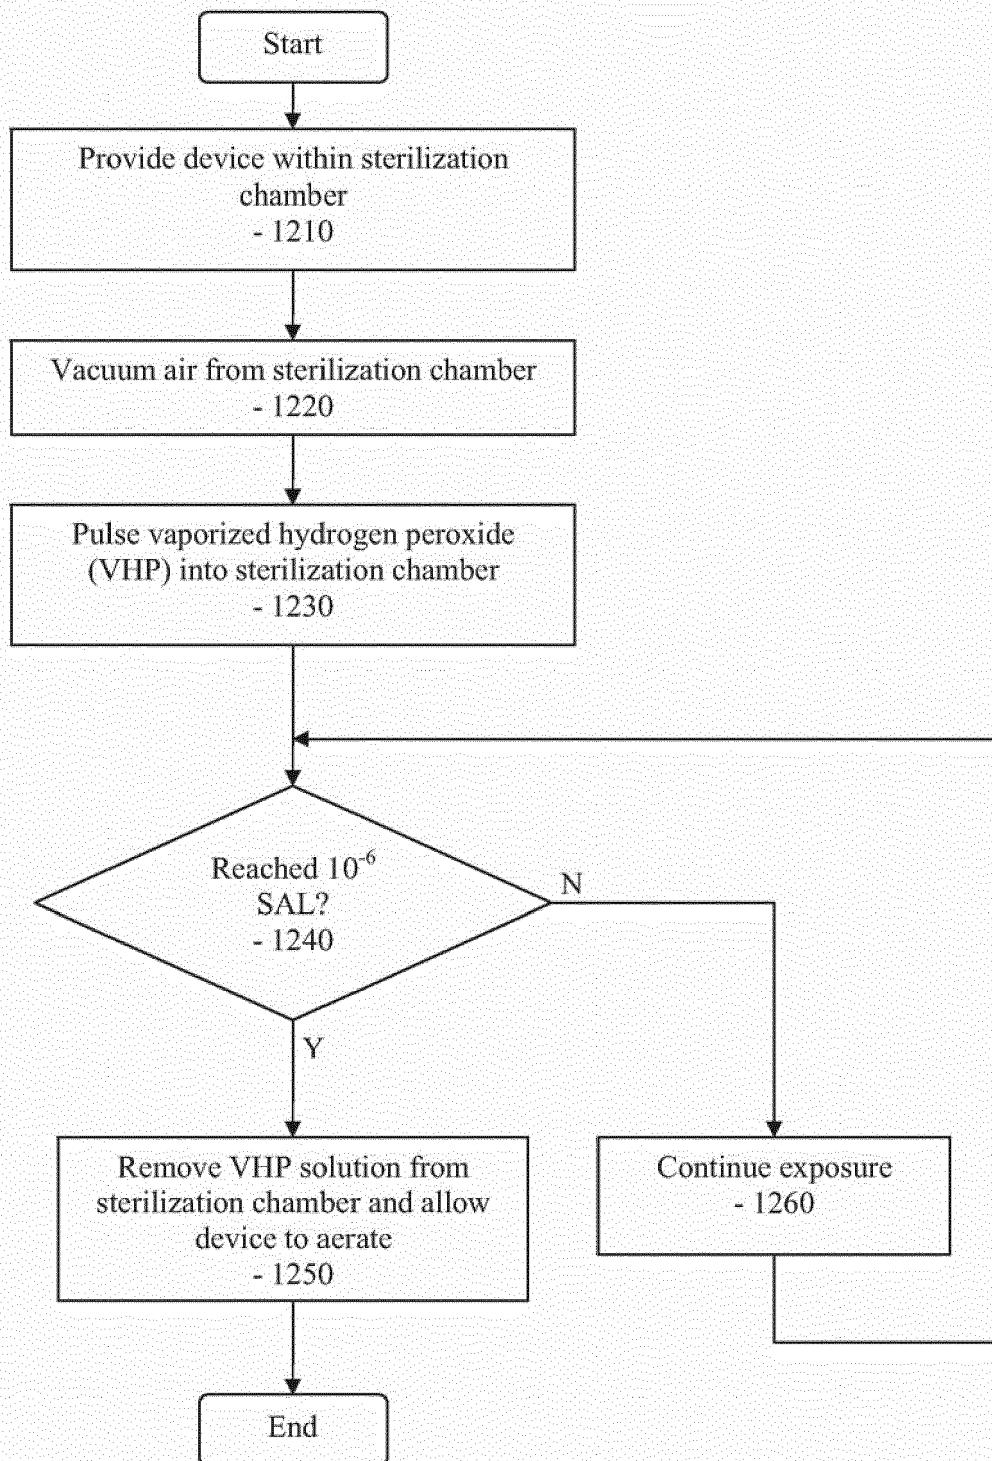 Start
Provide device within sterilization
chamber
- 1210
Vacuum air from sterilization chamber
- 1220
Pulse vaporized hydrogen peroxide
(VHP) into sterilization chamber
- 1230
Reached 10⁻⁶
SAL?
- 1240
N
Y
Remove VHP solution from
sterilization chamber and allow
device to aerate
- 1250
Continue exposure
- 1260
End